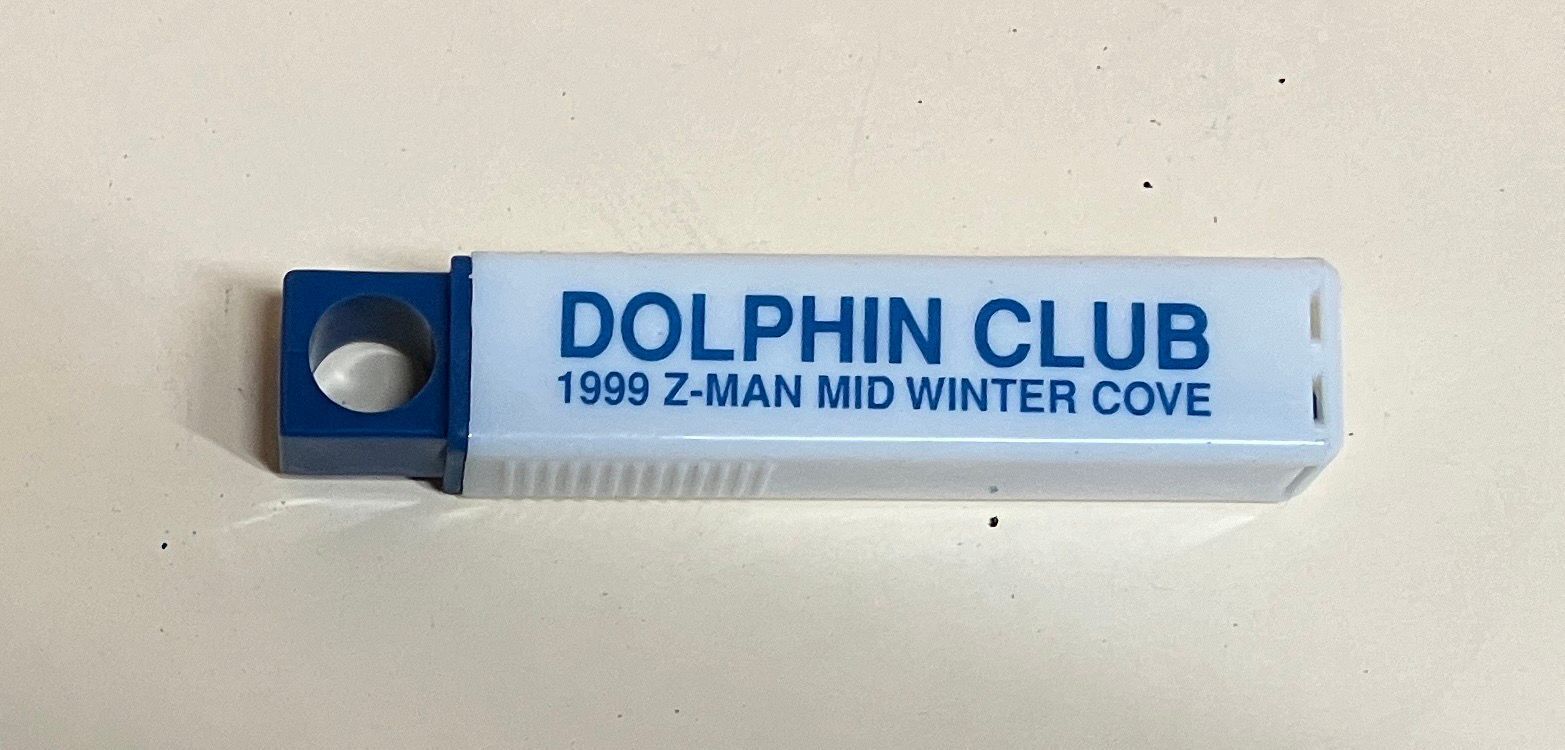 DOLPHIN CLUB
1999 Z-MAN MID WINTER COVE